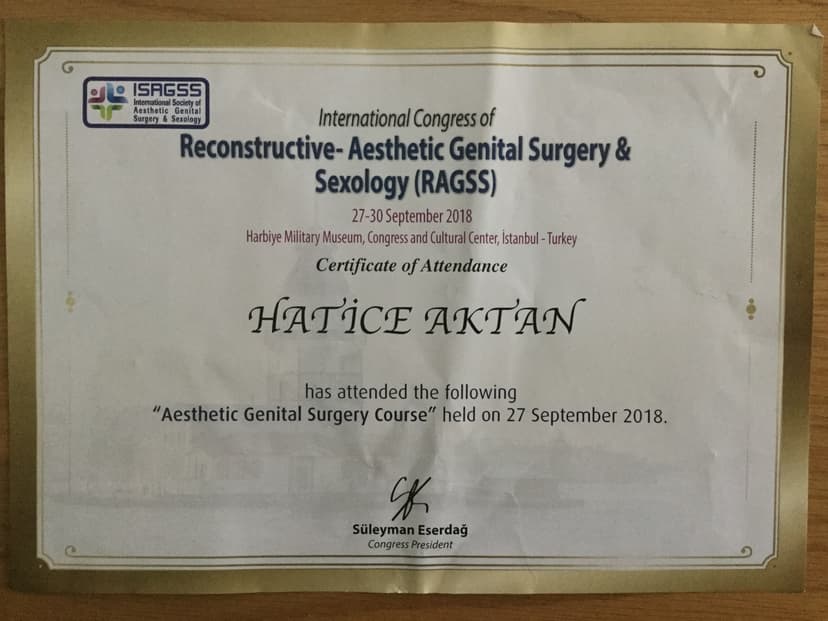 ISAGSS
International Society of
Aesthetic Genital
Surgery & Sexology
International Congress of
Reconstructive- Aesthetic Genital Surgery &
Sexology (RAGSS)
27-30 September 2018
Harbiye Military Museum, Congress and Cultural Center, İstanbul - Turkey
Certificate of Attendance
HATİCE AKTAN
has attended the following
“Aesthetic Genital Surgery Course” held on 27 September 2018.
Süleyman Eserdağ
Congress President